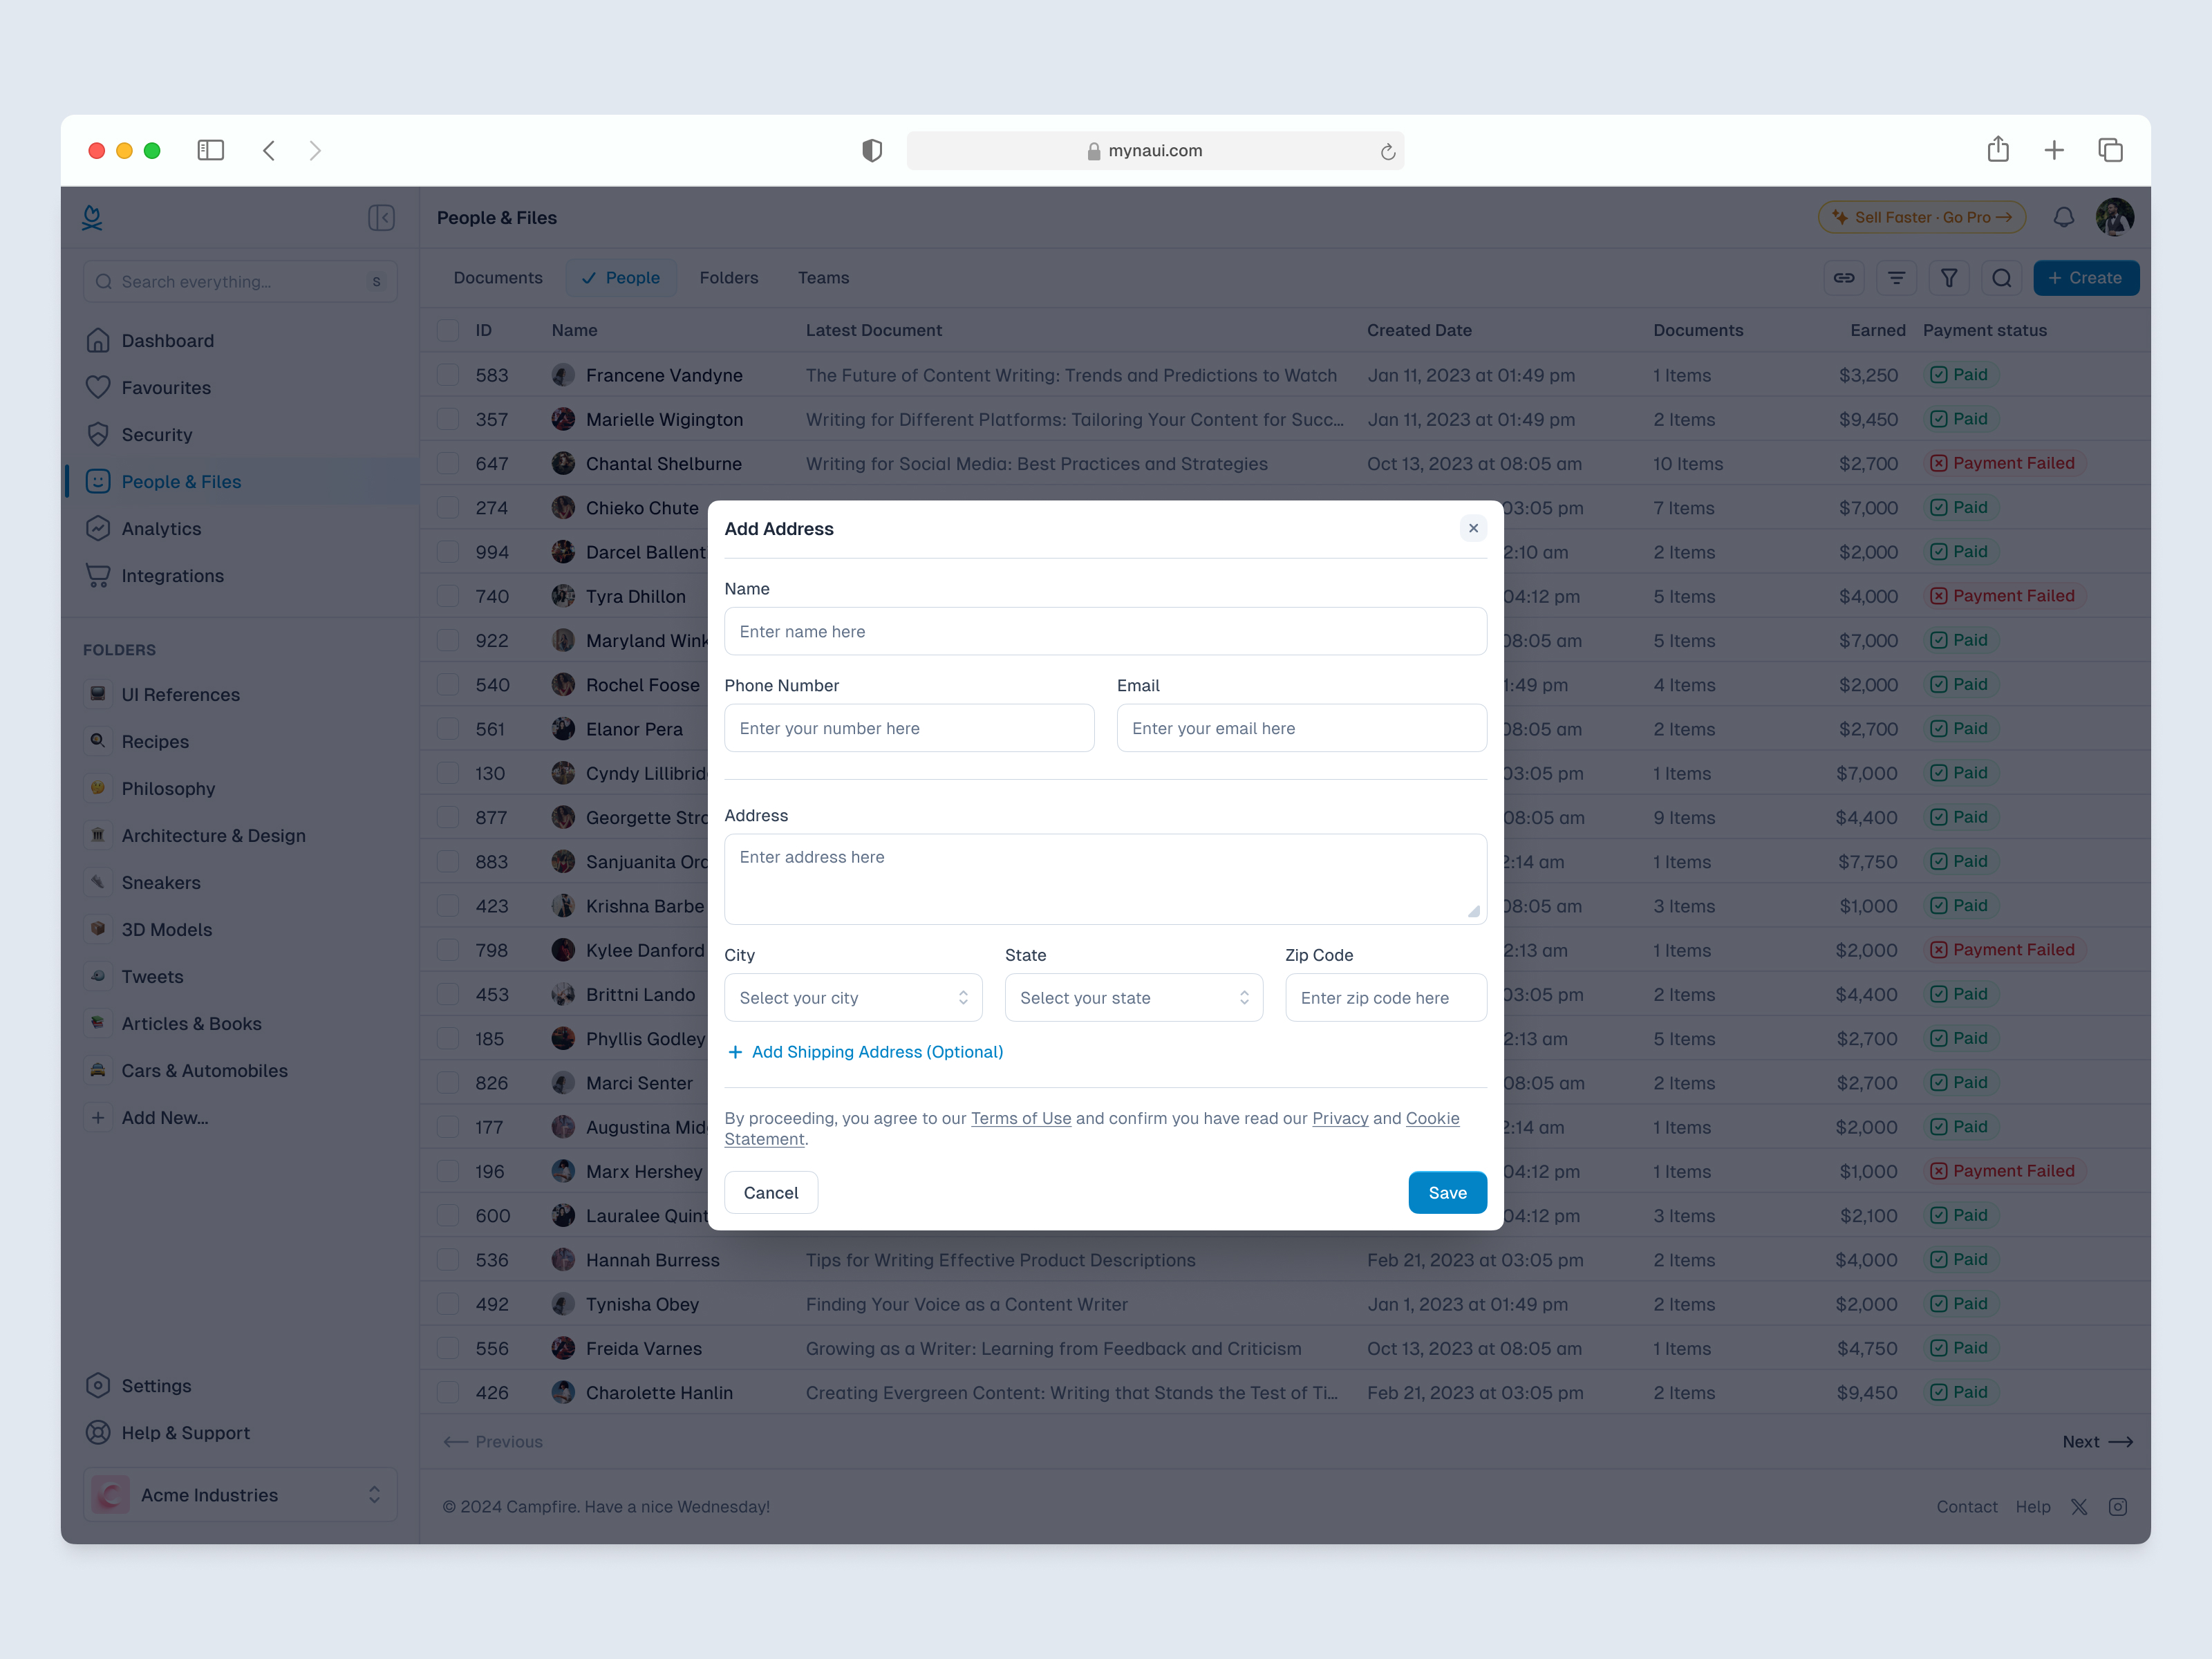 mynaui.com
People & Files
Sell Faster · Go Pro →
Search everything...
S
Documents
People
Folders
Teams
+ Create
Dashboard
Favourites
Security
People & Files
Analytics
Integrations
FOLDERS
UI References
Recipes
Philosophy
Architecture & Design
Sneakers
3D Models
Tweets
Articles & Books
Cars & Automobiles
Add New...
Settings
Help & Support
Acme Industries
ID Name Latest Document Created Date Documents Earned Payment status
583 Francene Vandyne The Future of Content Writing: Trends and Predictions to Watch Jan 11, 2023 at 01:49 pm 1 Items $3,250 Paid
357 Marielle Wigington Writing for Different Platforms: Tailoring Your Content for Succ... Jan 11, 2023 at 01:49 pm 2 Items $9,450 Paid
647 Chantal Shelburne Writing for Social Media: Best Practices and Strategies Oct 13, 2023 at 08:05 am 10 Items $2,700 Payment Failed
274 Chieko Chute 03:05 pm 7 Items $7,000 Paid
994 Darcel Ballent 2:10 am 2 Items $2,000 Paid
740 Tyra Dhillon 04:12 pm 5 Items $4,000 Payment Failed
922 Maryland Wink 08:05 am 5 Items $7,000 Paid
540 Rochel Foose 1:49 pm 4 Items $2,000 Paid
561 Elanor Pera 08:05 am 2 Items $2,700 Paid
130 Cyndy Lillibrid 03:05 pm 1 Items $7,000 Paid
877 Georgette Stro 08:05 am 9 Items $4,400 Paid
883 Sanjuanita Ord 2:14 am 1 Items $7,750 Paid
423 Krishna Barbe 08:05 am 3 Items $1,000 Paid
798 Kylee Danford 2:13 am 1 Items $2,000 Payment Failed
453 Brittni Lando 03:05 pm 2 Items $4,400 Paid
185 Phyllis Godley 2:13 am 5 Items $2,700 Paid
826 Marci Senter 08:05 am 2 Items $2,700 Paid
177 Augustina Mid 2:14 am 1 Items $2,000 Paid
196 Marx Hershey 04:12 pm 1 Items $1,000 Payment Failed
600 Lauralee Quint 04:12 pm 3 Items $2,100 Paid
536 Hannah Burress Tips for Writing Effective Product Descriptions Feb 21, 2023 at 03:05 pm 2 Items $4,000 Paid
492 Tynisha Obey Finding Your Voice as a Content Writer Jan 1, 2023 at 01:49 pm 2 Items $2,000 Paid
556 Freida Varnes Growing as a Writer: Learning from Feedback and Criticism Oct 13, 2023 at 08:05 am 1 Items $4,750 Paid
426 Charolette Hanlin Creating Evergreen Content: Writing that Stands the Test of Ti... Feb 21, 2023 at 03:05 pm 2 Items $9,450 Paid
← Previous
Next →
© 2024 Campfire. Have a nice Wednesday!
Contact Help
Add Address
Name
Enter name here
Phone Number
Email
Enter your number here
Enter your email here
Address
Enter address here
City
State
Zip Code
Select your city
Select your state
Enter zip code here
+ Add Shipping Address (Optional)
By proceeding, you agree to our Terms of Use and confirm you have read our Privacy and Cookie
Statement.
Cancel
Save